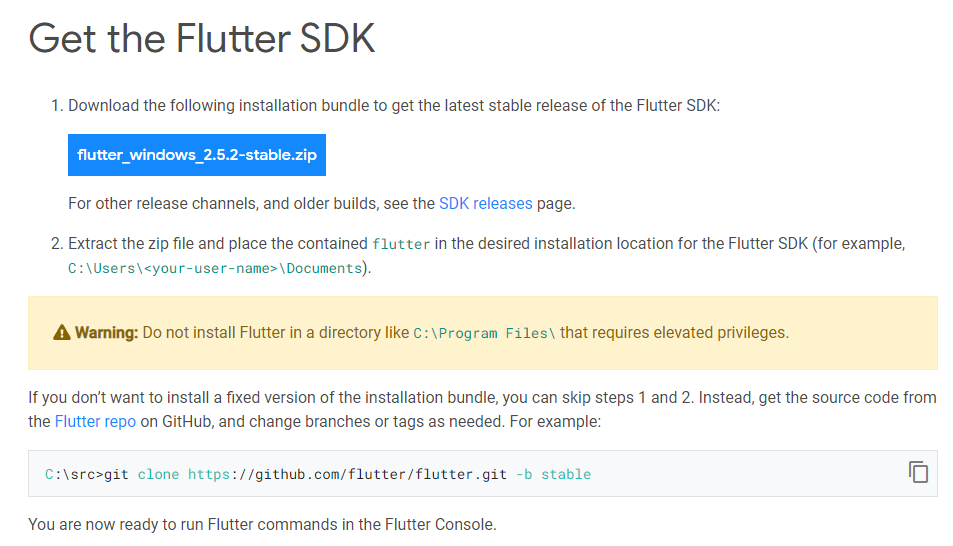 Get the Flutter SDK
1. Download the following installation bundle to get the latest stable release of the Flutter SDK:
flutter_windows_2.5.2-stable.zip
For other release channels, and older builds, see the SDK releases page.
2. Extract the zip file and place the contained flutter in the desired installation location for the Flutter SDK (for example,
C:\Users\<your-user-name>\Documents).
Warning: Do not install Flutter in a directory like C:\Program Files\ that requires elevated privileges.
If you don’t want to install a fixed version of the installation bundle, you can skip steps 1 and 2. Instead, get the source code from
the Flutter repo on GitHub, and change branches or tags as needed. For example:
C:\src>git clone https://github.com/flutter/flutter.git -b stable
You are now ready to run Flutter commands in the Flutter Console.